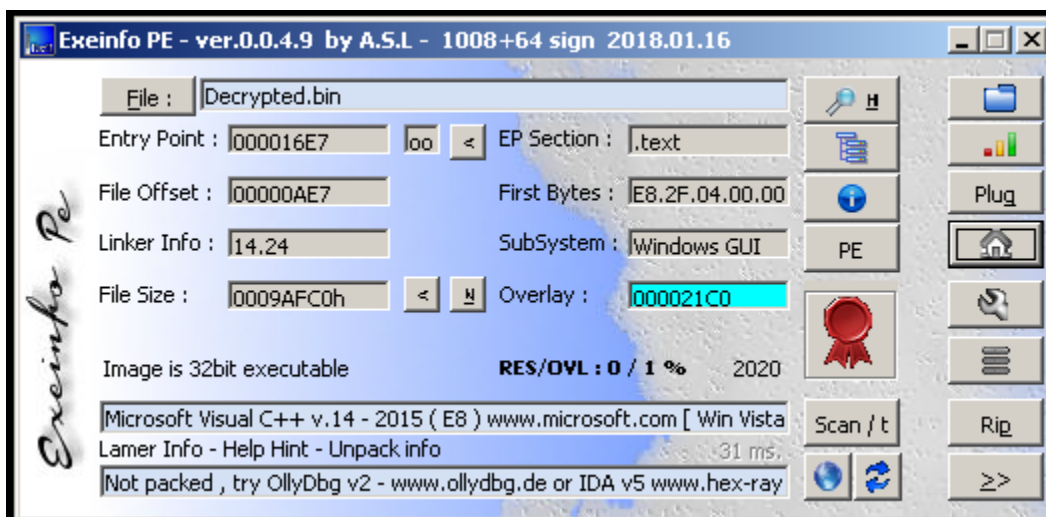 Exeinfo PE - ver.0.0.4.9 by A.S.L - 1008+64 sign 2018.01.16
File : Decrypted.bin H
Entry Point : 000016E7 oo < EP Section : .text
File Offset : 00000AE7 First Bytes : E8.2F.04.00.00 Plug
Linker Info : 14.24 SubSystem : Windows GUI PE
File Size : 0009AFC0h < N Overlay : 000021C0
Image is 32bit executable RES/OVL : 0 / 1 % 2020
Microsoft Visual C++ v.14 - 2015 ( E8 ) www.microsoft.com [ Win Vista Scan / t Rip
Lamer Info - Help Hint - Unpack info 31 ms.
Not packed , try OllyDbg v2 - www.ollydbg.de or IDA v5 www.hex-ray >>
Exeinfo Pe